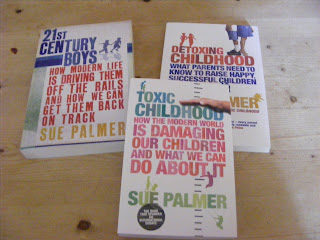 21ST
CENTURY
BOYS
HOW MODERN LIFE
IS DRIVING THEM
OFF THE RAILS
AND HOW WE CAN
GET THEM BACK
ON TRACK
SUE PALMER
DETOXING
CHILDHOOD
WHAT PARENTS NEED TO
KNOW TO RAISE HAPPY,
SUCCESSFUL CHILDREN
TOXIC
CHILDHOOD
HOW THE MODERN WORLD
IS DAMAGING
OUR CHILDREN
AND WHAT WE CAN
DO ABOUT IT
SUE PALMER